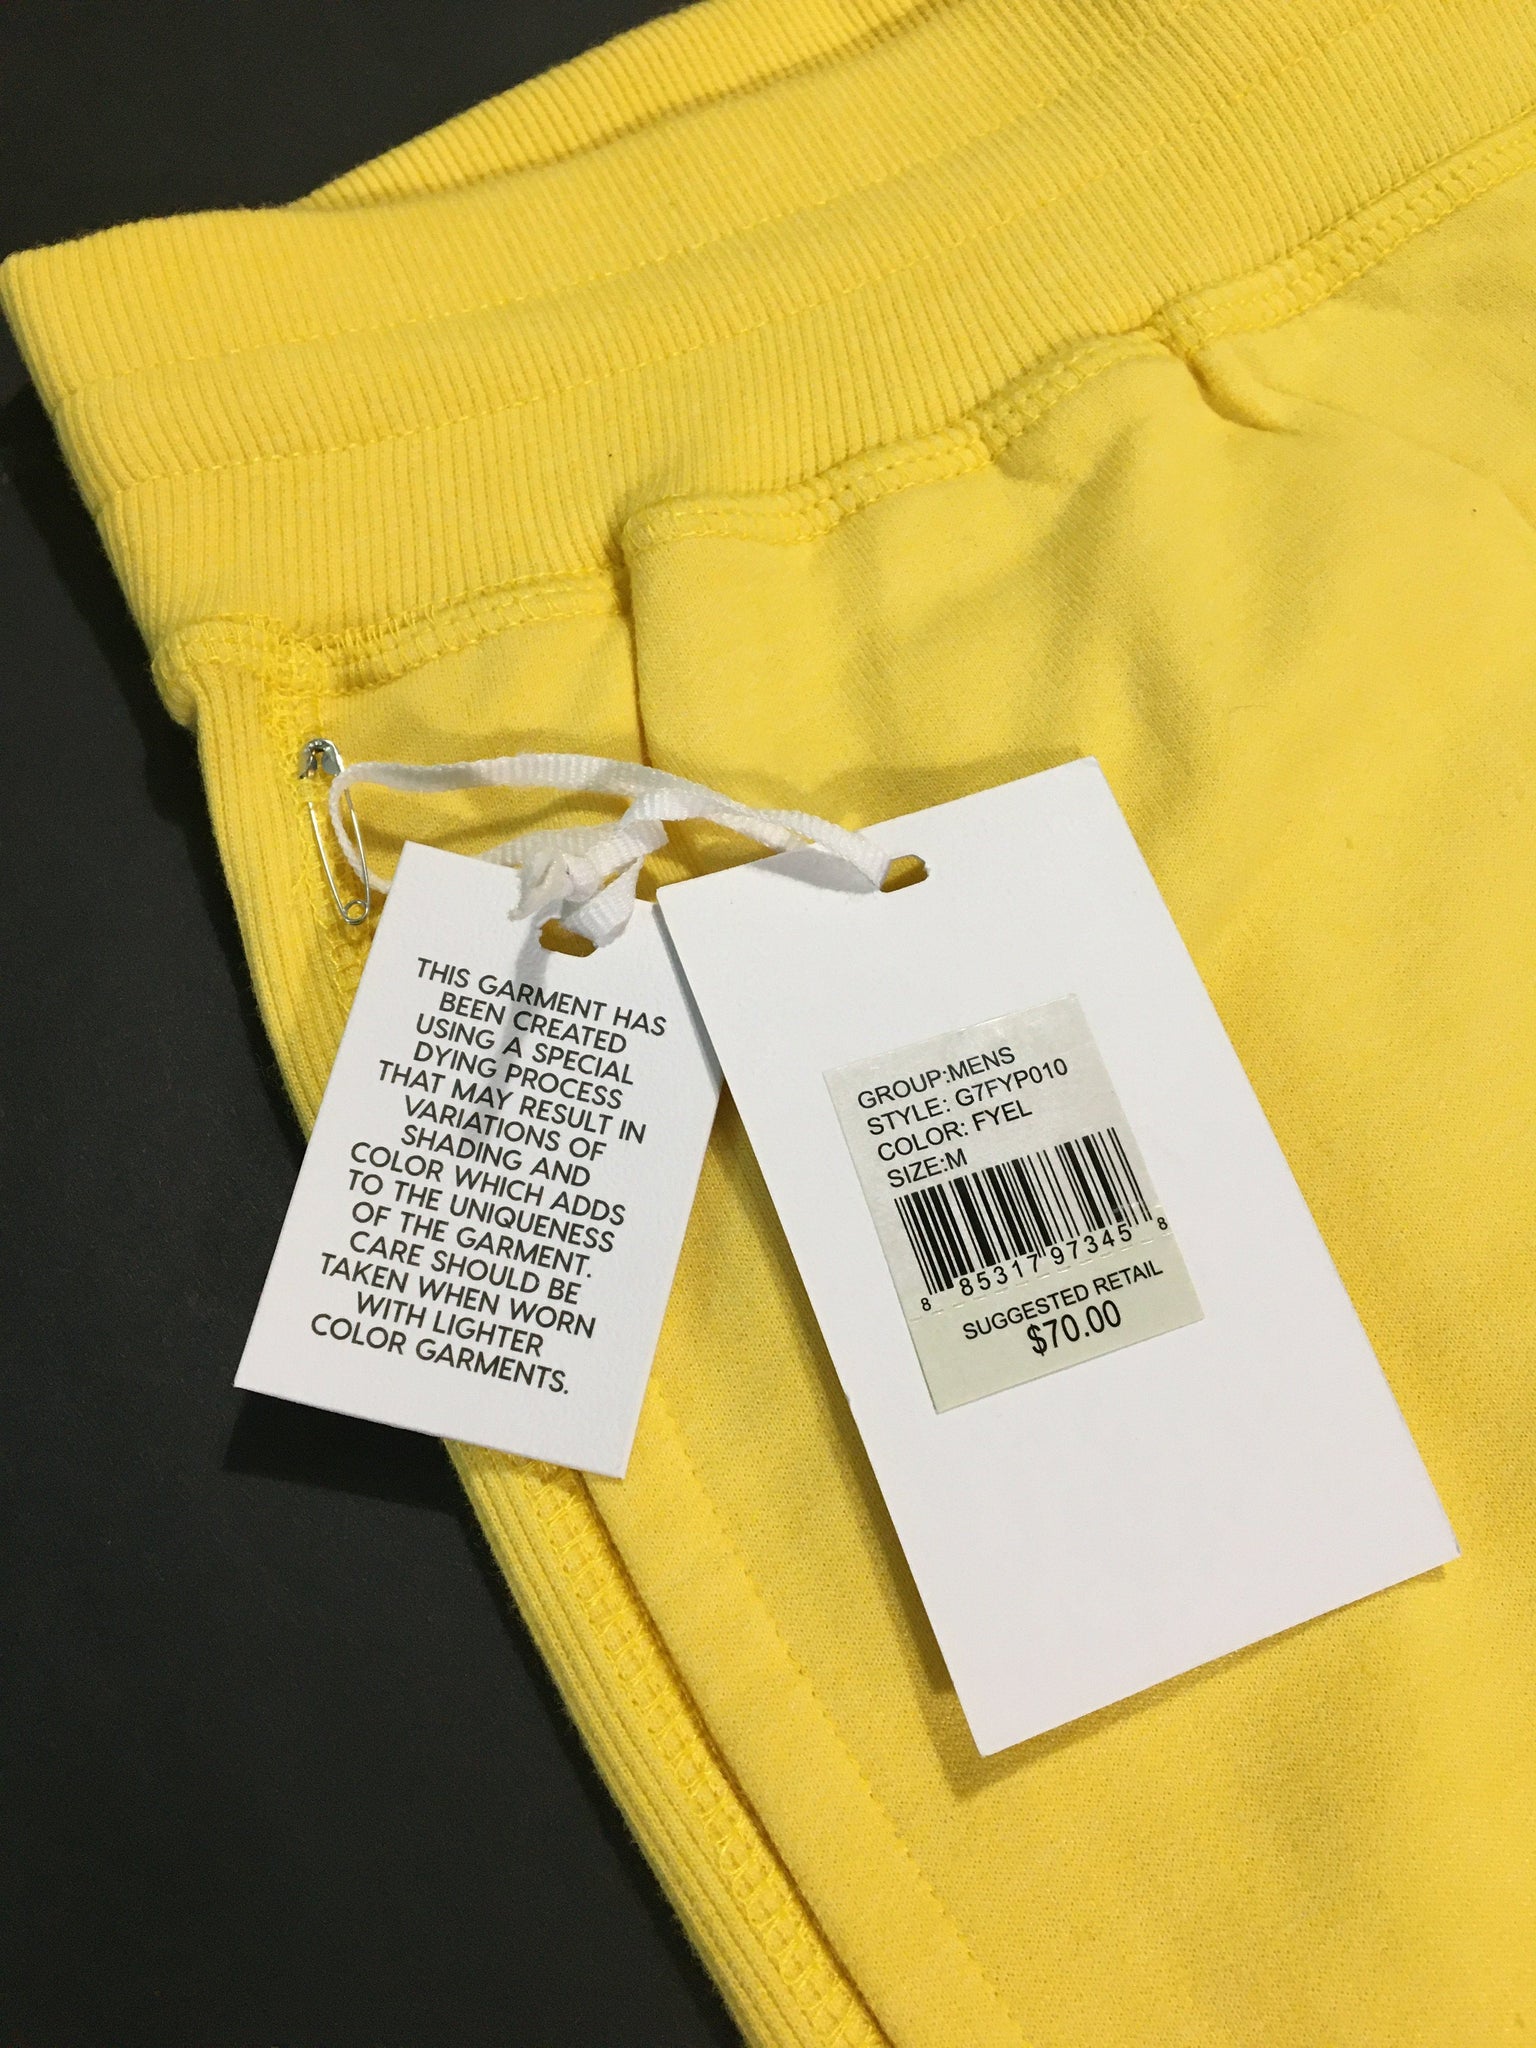 THIS GARMENT HAS
BEEN CREATED
USING A SPECIAL
DYING PROCESS
THAT MAY RESULT IN
VARIATIONS OF
SHADING AND
COLOR WHICH ADDS
TO THE UNIQUENESS
OF THE GARMENT.
CARE SHOULD BE
TAKEN WHEN WORN
WITH LIGHTER
COLOR GARMENTS.
GROUP:MENS
STYLE: G7FYP010
COLOR: FYEL
SIZE:M
8 85317 97345 8
SUGGESTED RETAIL
$70.00